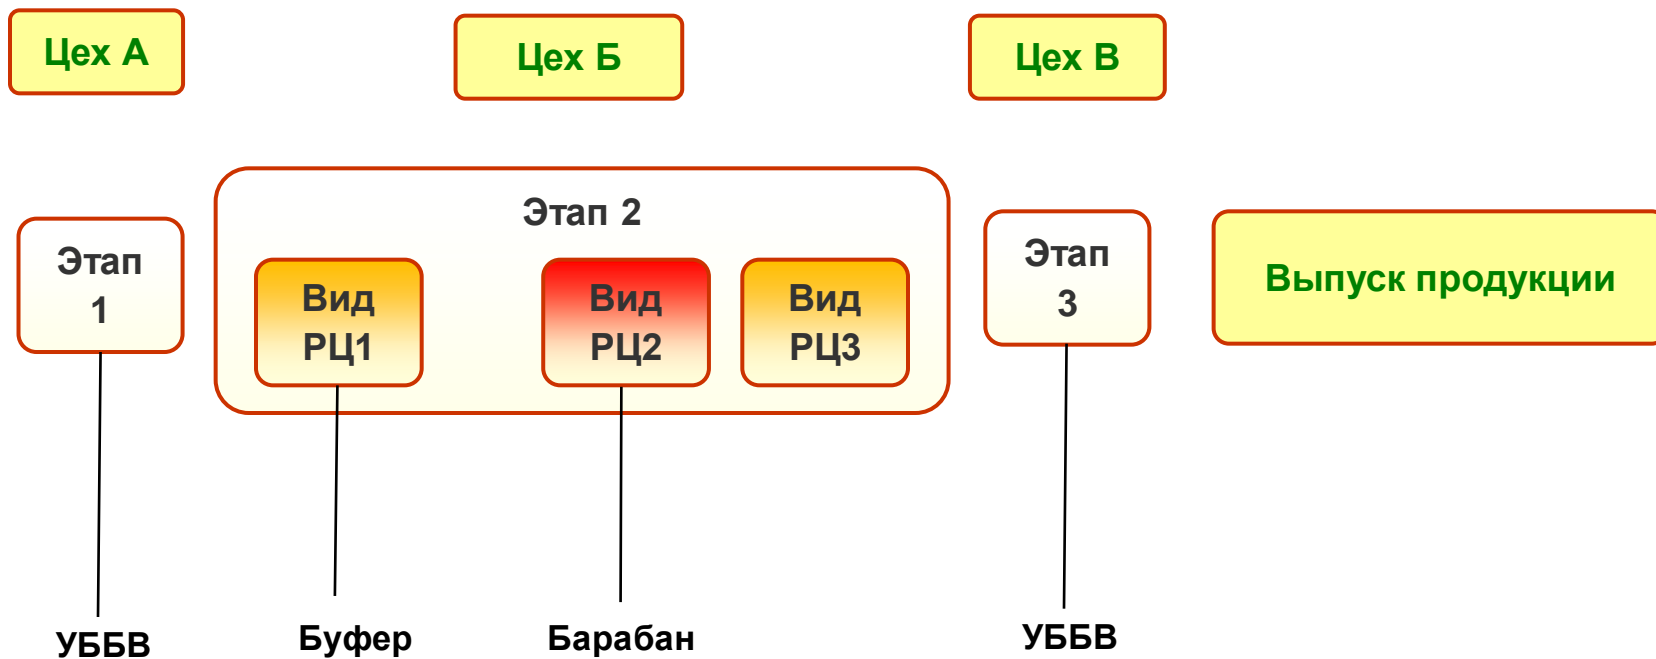 Цех А
Цех Б
Цех В
Этап 2
Этап
1
Вид
РЦ1
Вид
РЦ2
Вид
РЦ3
Этап
3
Выпуск продукции
УББВ
Буфер
Барабан
УББВ